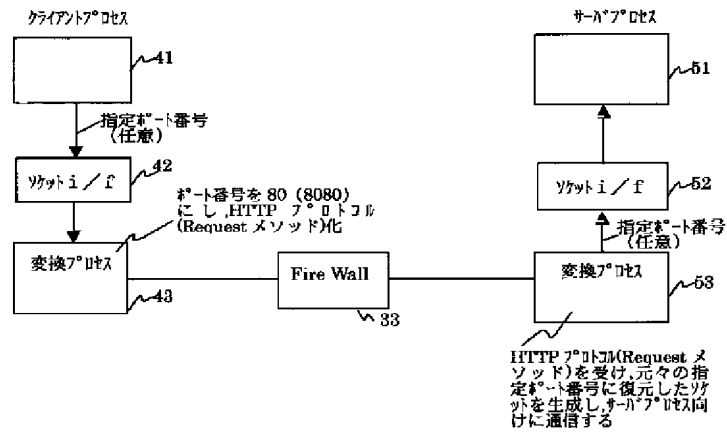 クライアントプロセス
サーバプロセス
41
51
指定ポート番号
(任意)
42
ソケット i／f
52
ソケット i／f
ポート番号を 80 (8080)
にし,HTTP プロトコル
(Request メソッド)化
指定ポート番号
(任意)
変換プロセス
43
Fire Wall
33
変換プロセス
53
HTTP プロトコル(Request メ
ソッド)を受け,元々の指
定ポート番号に復元したソケ
ットを生成し,サーバプロセス向
けに通信する